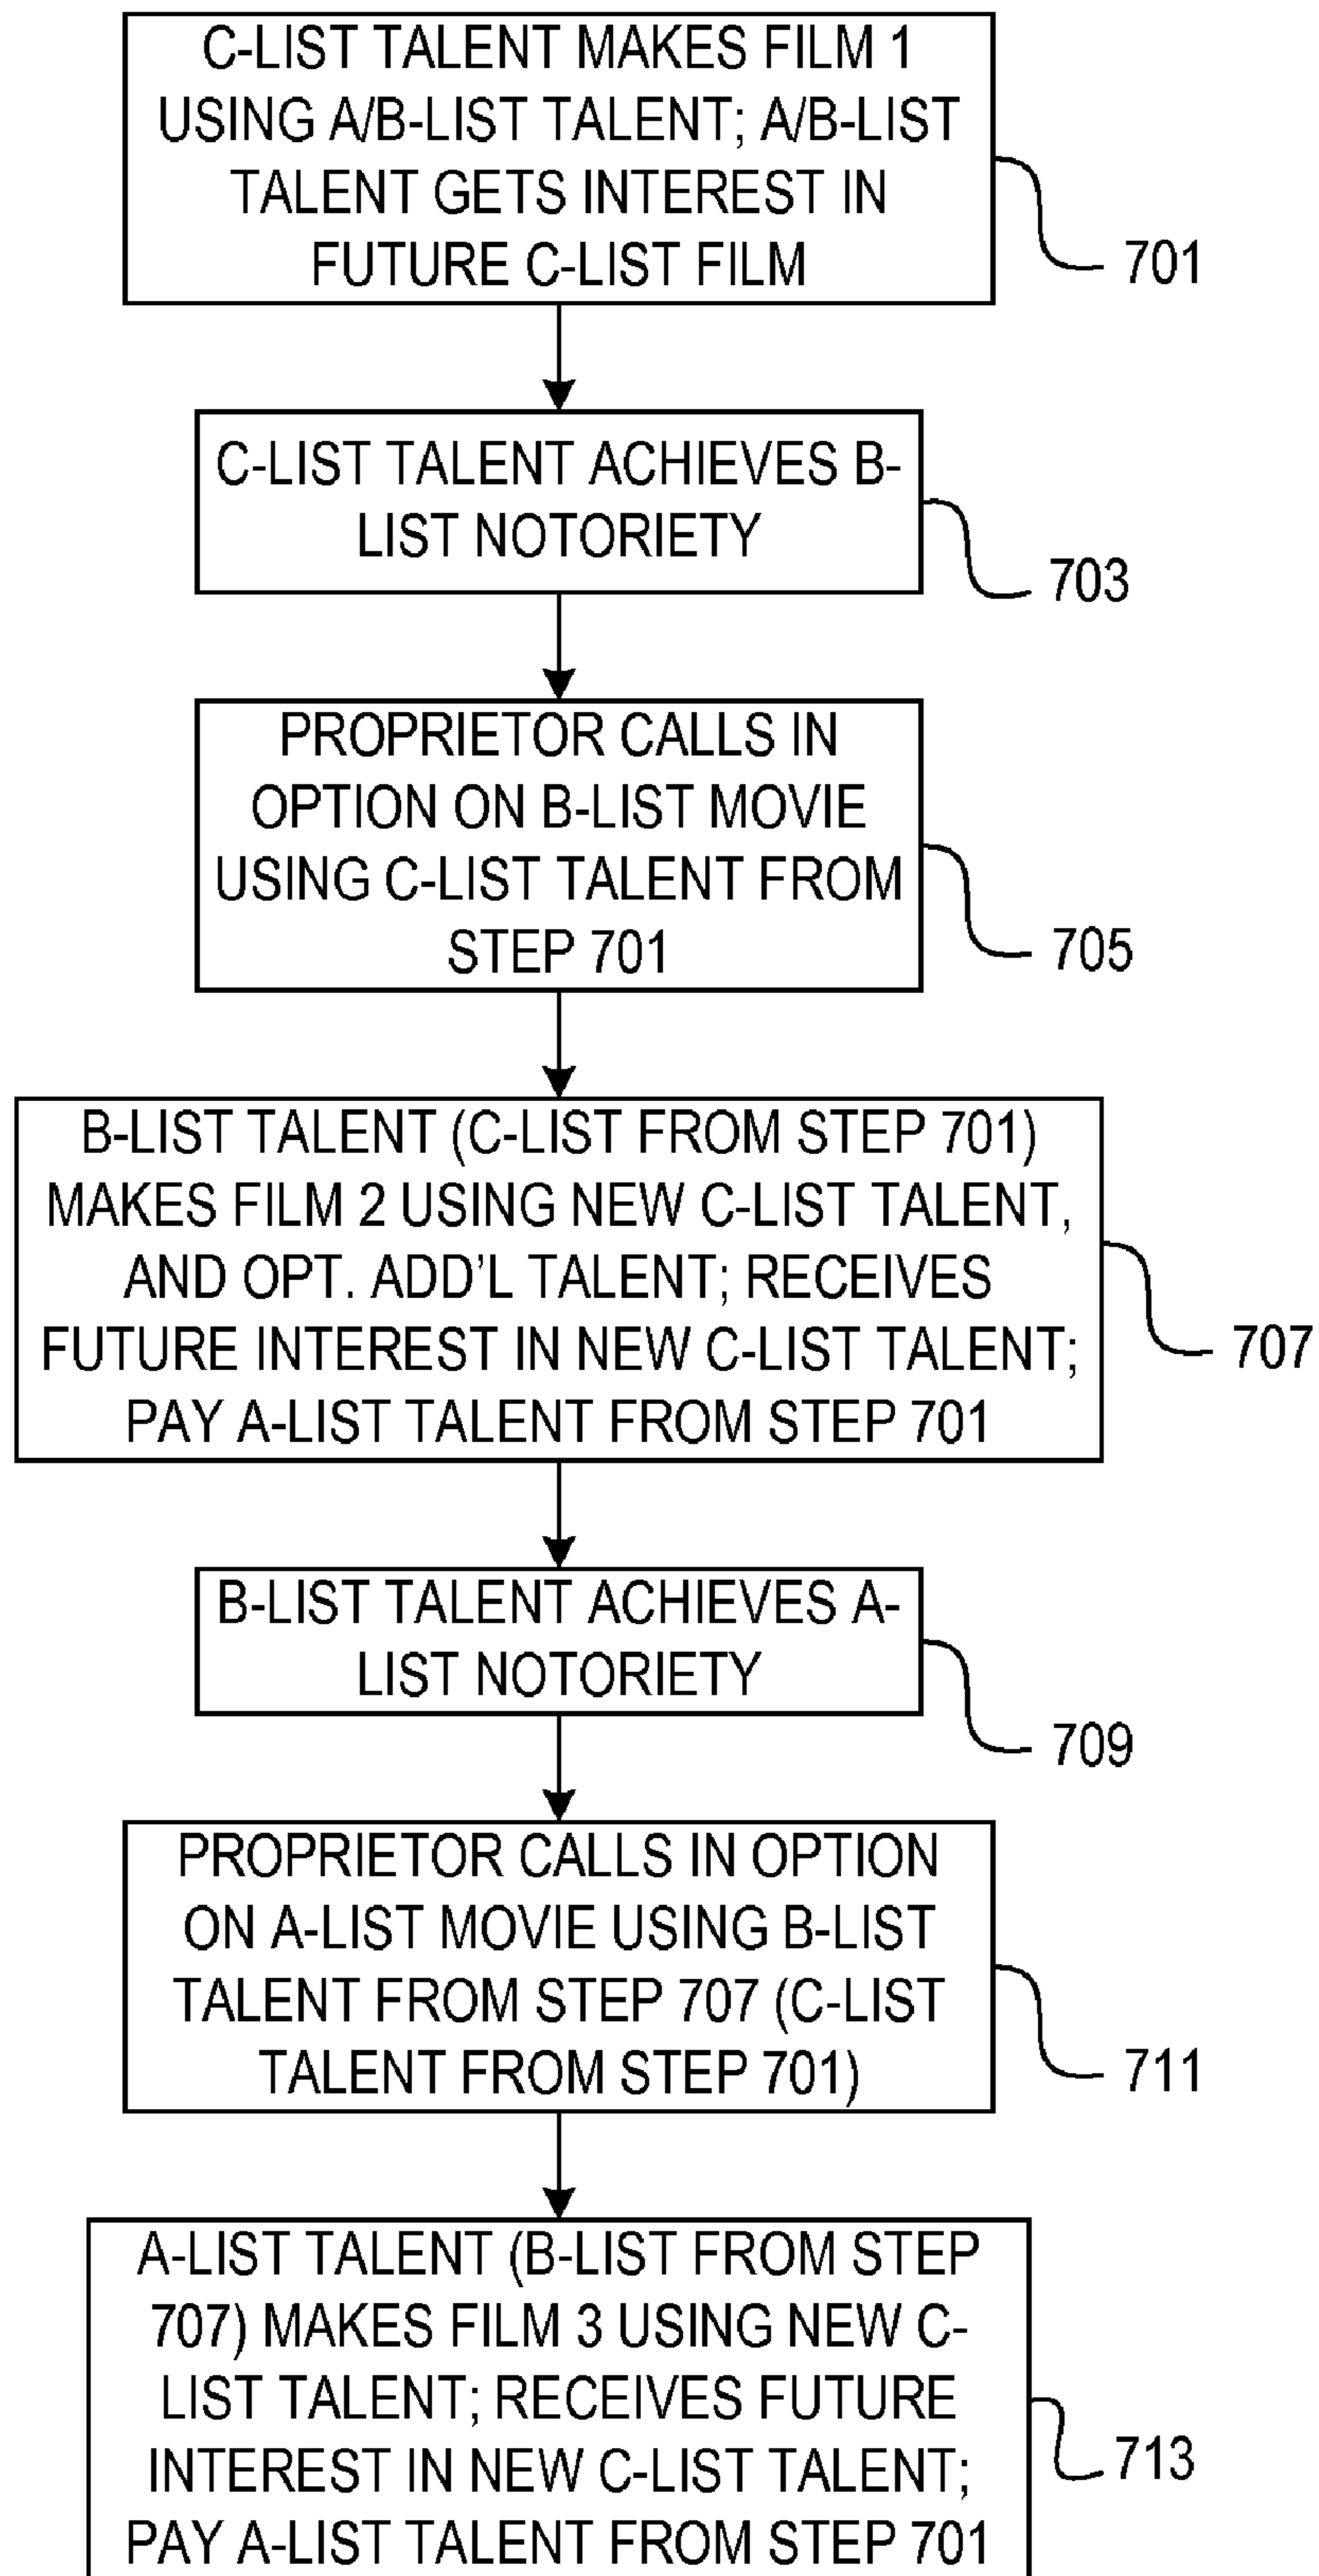 C-LIST TALENT MAKES FILM 1
USING A/B-LIST TALENT; A/B-LIST
TALENT GETS INTEREST IN
FUTURE C-LIST FILM
701
C-LIST TALENT ACHIEVES B-
LIST NOTORIETY
703
PROPRIETOR CALLS IN
OPTION ON B-LIST MOVIE
USING C-LIST TALENT FROM
STEP 701
705
B-LIST TALENT (C-LIST FROM STEP 701)
MAKES FILM 2 USING NEW C-LIST TALENT,
AND OPT. ADD'L TALENT; RECEIVES
FUTURE INTEREST IN NEW C-LIST TALENT;
PAY A-LIST TALENT FROM STEP 701
707
B-LIST TALENT ACHIEVES A-
LIST NOTORIETY
709
PROPRIETOR CALLS IN OPTION
ON A-LIST MOVIE USING B-LIST
TALENT FROM STEP 707 (C-LIST
TALENT FROM STEP 701)
711
A-LIST TALENT (B-LIST FROM STEP
707) MAKES FILM 3 USING NEW C-
LIST TALENT; RECEIVES FUTURE
INTEREST IN NEW C-LIST TALENT;
PAY A-LIST TALENT FROM STEP 701
713